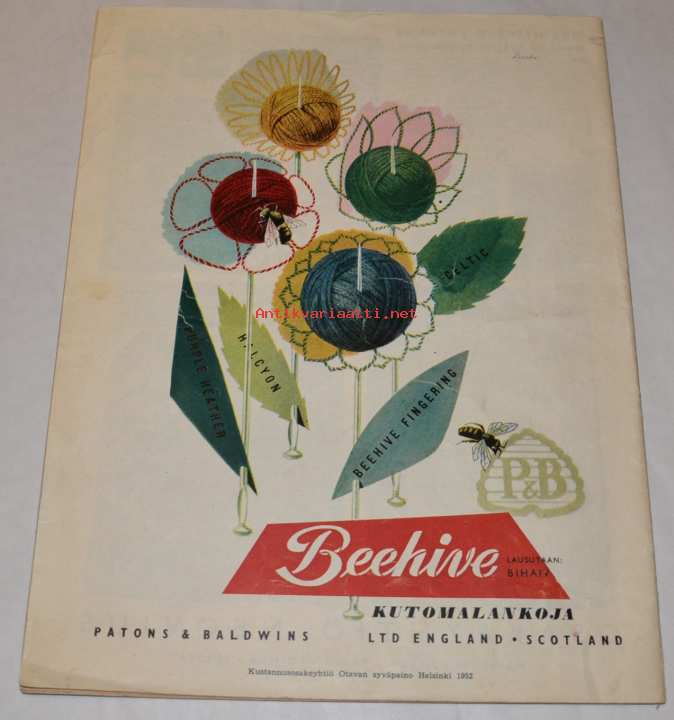 Antikvariaatti.net
CELTIC
HALCYON
PURPLE HEATHER
BEEHIVE FINGERING
P&B
Beehive
LAUSUTAAN:
KUTOMALANKOJA
PATONS & BALDWINS LTD ENGLAND • SCOTLAND
Kustannusosakeyhtiö Otavan syväpaino Helsinki 1952